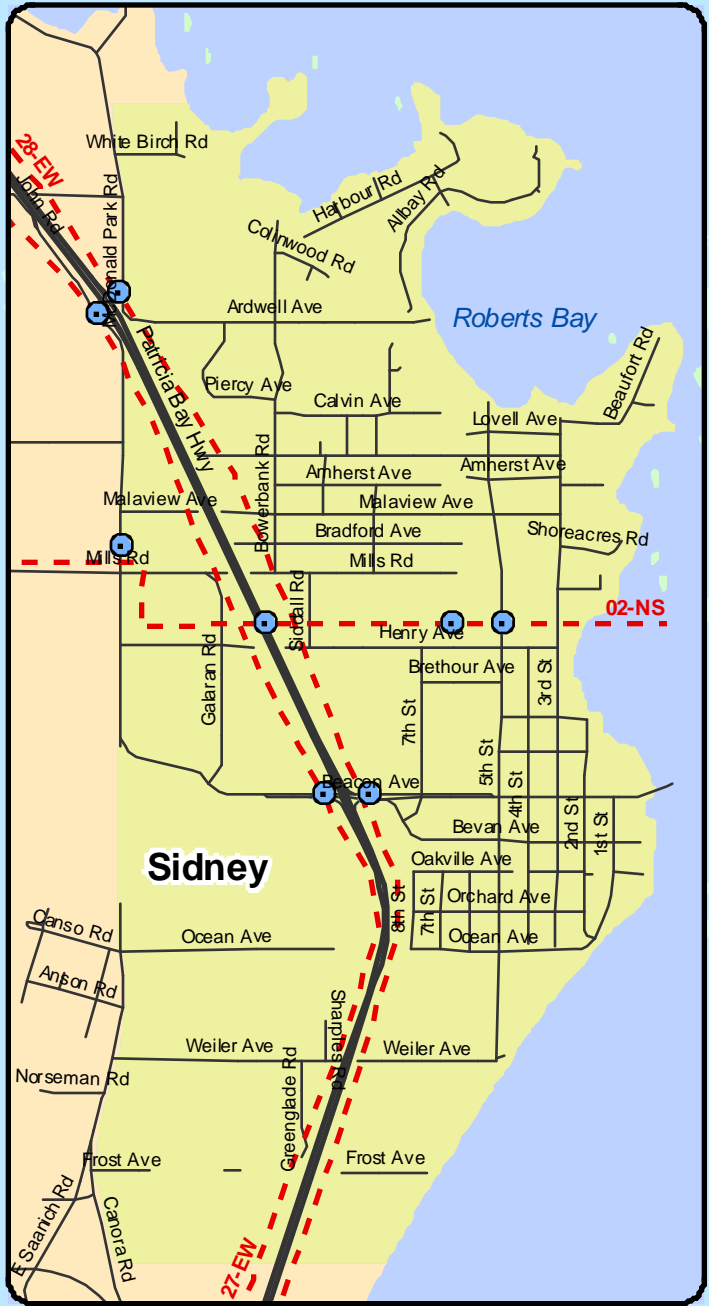 White Birch Rd
28-EW
John Rd
McDonald Park Rd
Harbour Rd
Allbay Rd
Colinwood Rd
Ardwell Ave
Roberts Bay
Patricia Bay Hwy
Piercy Ave
Calvin Ave
Beaufort Rd
Lovell Ave
Bowerbank Rd
Amherst Ave
Amherst Ave
Malaview Ave
Malaview Ave
Bradford Ave
Shoreacres Rd
Mills Rd
Mills Rd
Siddall Rd
02-NS
Henry Ave
Galaran Rd
Brethour Ave
3rd St
7th St
5th St
4th St
Beacon Ave
2nd St
1st St
Bevan Ave
Sidney
Oakville Ave
8th St
7th St
Orchard Ave
Canso Rd
Ocean Ave
Ocean Ave
Anson Rd
Sharples Rd
Weiler Ave
Weiler Ave
Greenglade Rd
Norseman Rd
Frost Ave
Frost Ave
E Saanich Rd
Canora Rd
27-EW